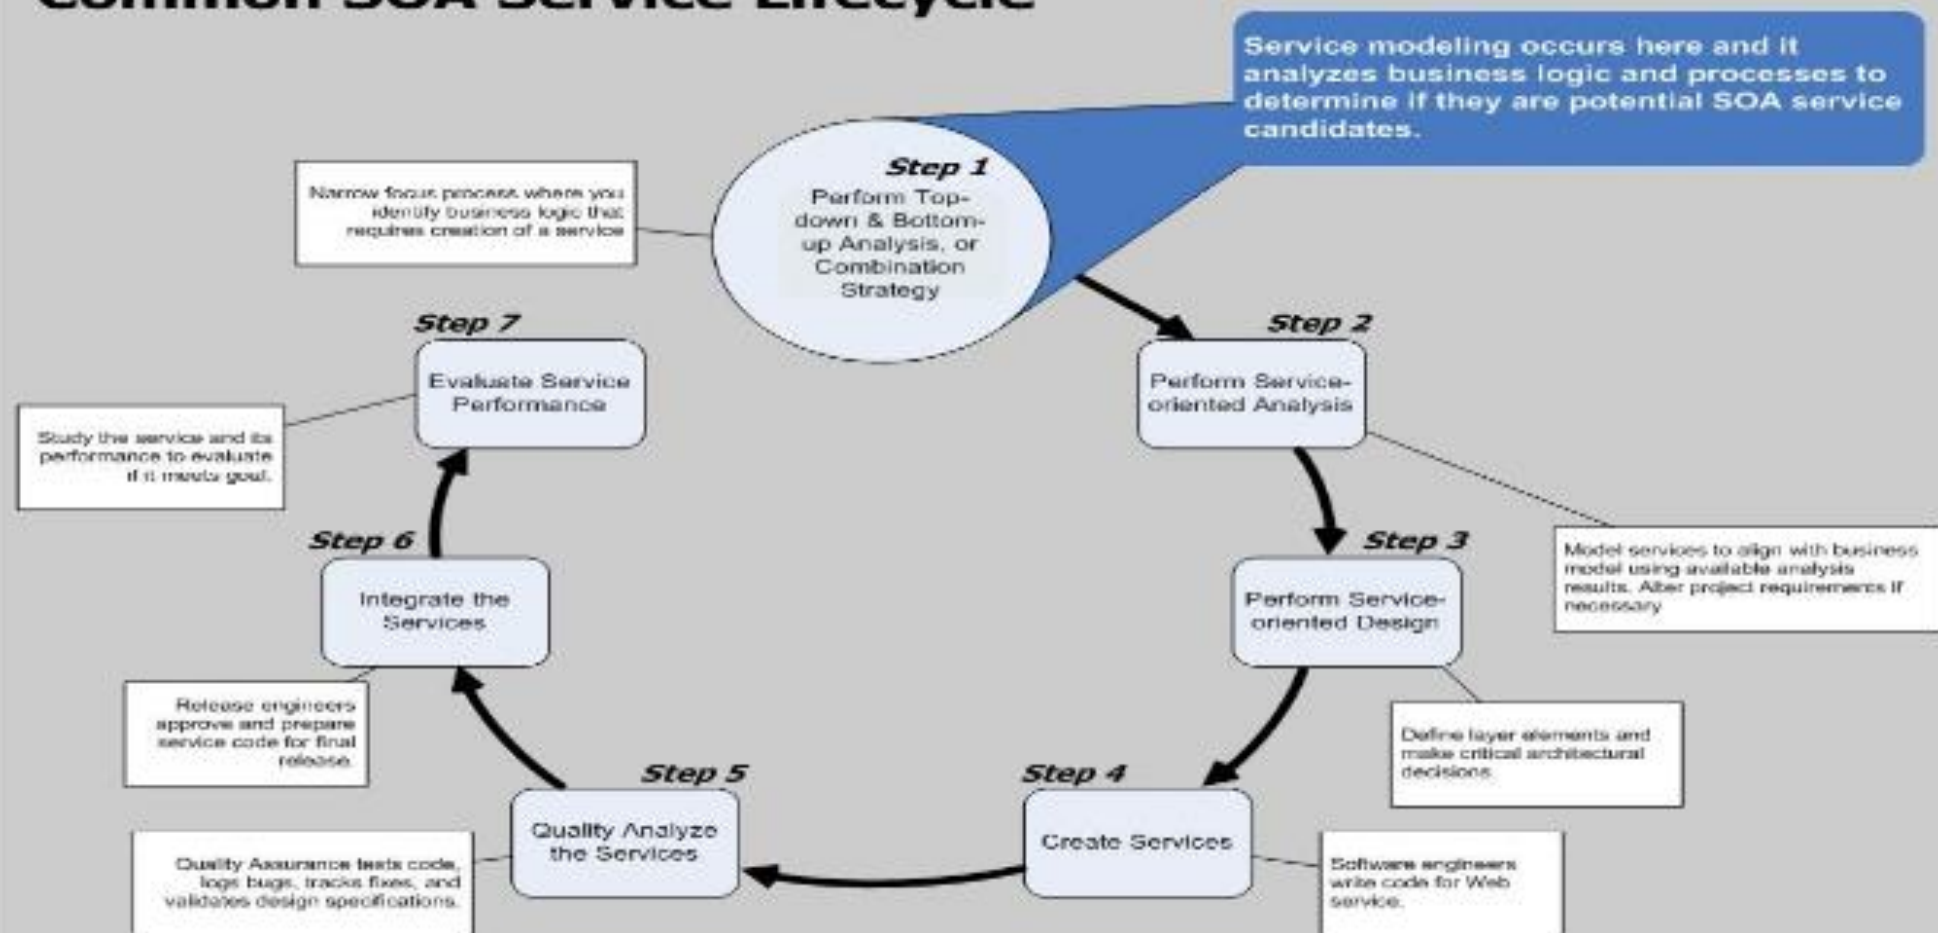 Common SOA Service Lifecycle
Service modeling occurs here and it
analyzes business logic and processes to
determine if they are potential SOA service
candidates.
Step 1
Perform Top-
down & Bottom-
up Analysis, or
Combination
Strategy
Narrow focus process where you
identify business logic that
requires creation of a service
Step 2
Perform Service-
oriented Analysis
Model services to align with business
model using available analysis
results. Alter project requirements if
necessary
Step 3
Perform Service-
oriented Design
Define layer elements and
make critical architectural
decisions.
Step 4
Create Services
Software engineers
write code for Web
service.
Step 5
Quality Analyze
the Services
Quality Assurance tests code,
logs bugs, tracks fixes, and
validates design specifications.
Step 6
Integrate the
Services
Release engineers
approve and prepare
service code for final
release.
Step 7
Evaluate Service
Performance
Study the service and its
performance to evaluate
if it meets goal.